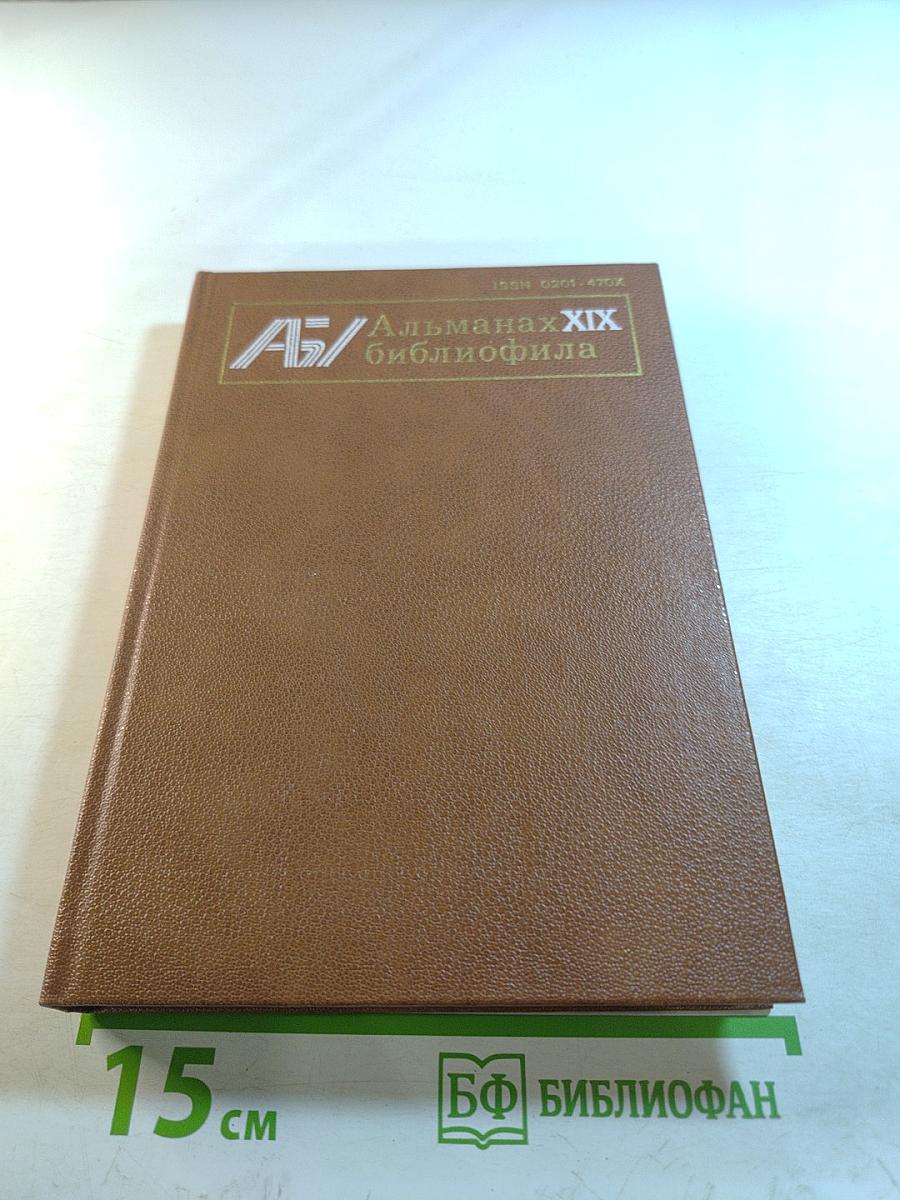 ISSN 0201-470X
АБ Альманах XIX
библиофила
15 см
БФ БИБЛИОФАН